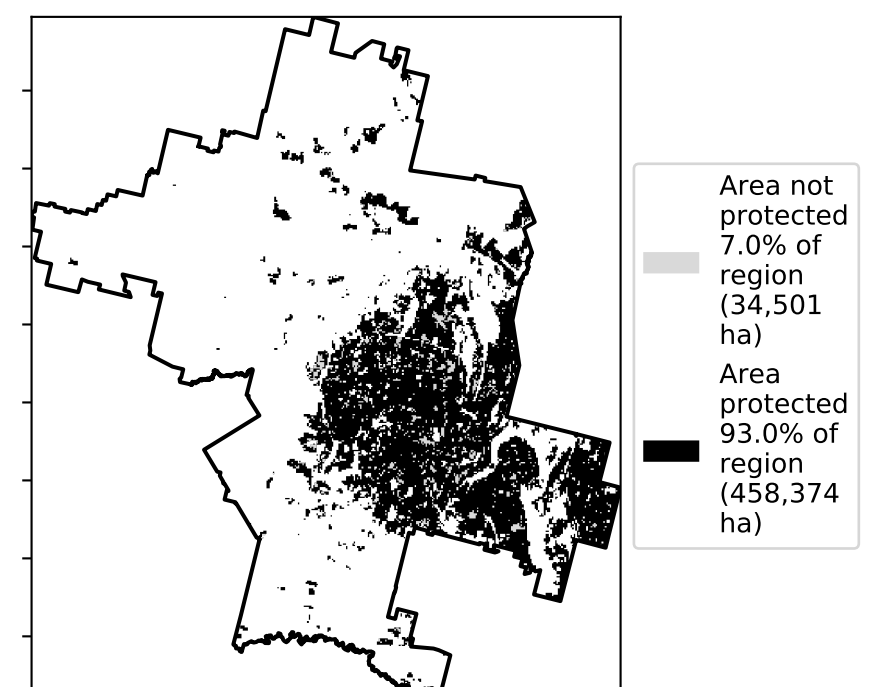 Area not
protected
7.0% of
region
(34,501
ha)
Area
protected
93.0% of
region
(458,374
ha)